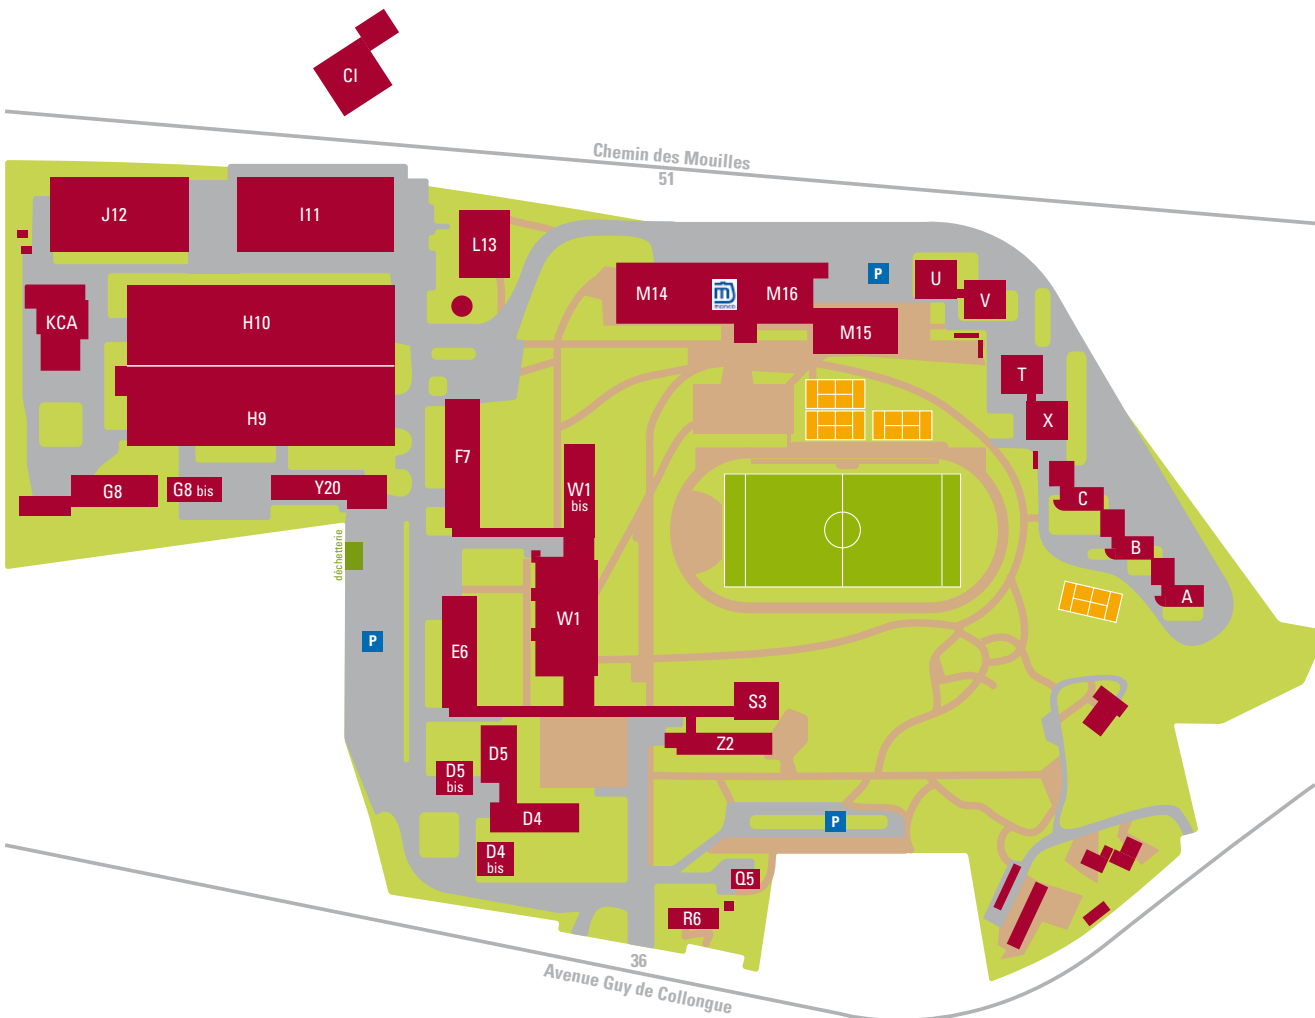 CI
Chemin des Mouilles
51
J12
I11
L13
KCA
H10
H9
M14
M16
M15
P
U
V
T
X
F7
G8
G8 bis
Y20
W1
bis
C
B
A
déchetterie
P
W1
E6
S3
Z2
D5
D5
bis
D4
D4
bis
P
Q5
R6
36
Avenue Guy de Collongue